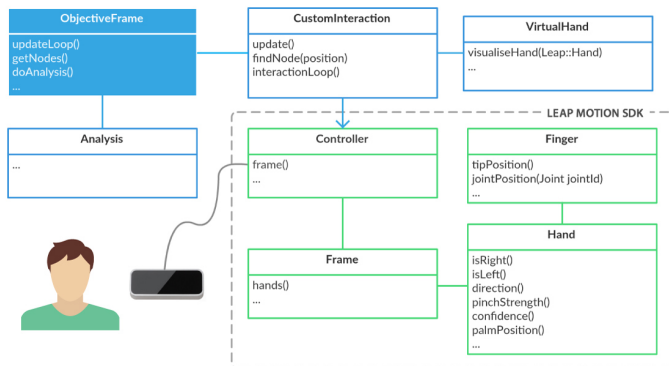 ObjectiveFrame
updateLoop()
getNodes()
doAnalysis()
...
CustomInteraction
update()
findNode(position)
interactionLoop()
VirtualHand
visualiseHand(Leap::Hand)
...
LEAP MOTION SDK
Analysis
...
Controller
frame()
...
Finger
tipPosition()
jointPosition(Joint jointId)
...
Frame
hands()
...
Hand
isRight()
isLeft()
direction()
pinchStrength()
confidence()
palmPosition()
...